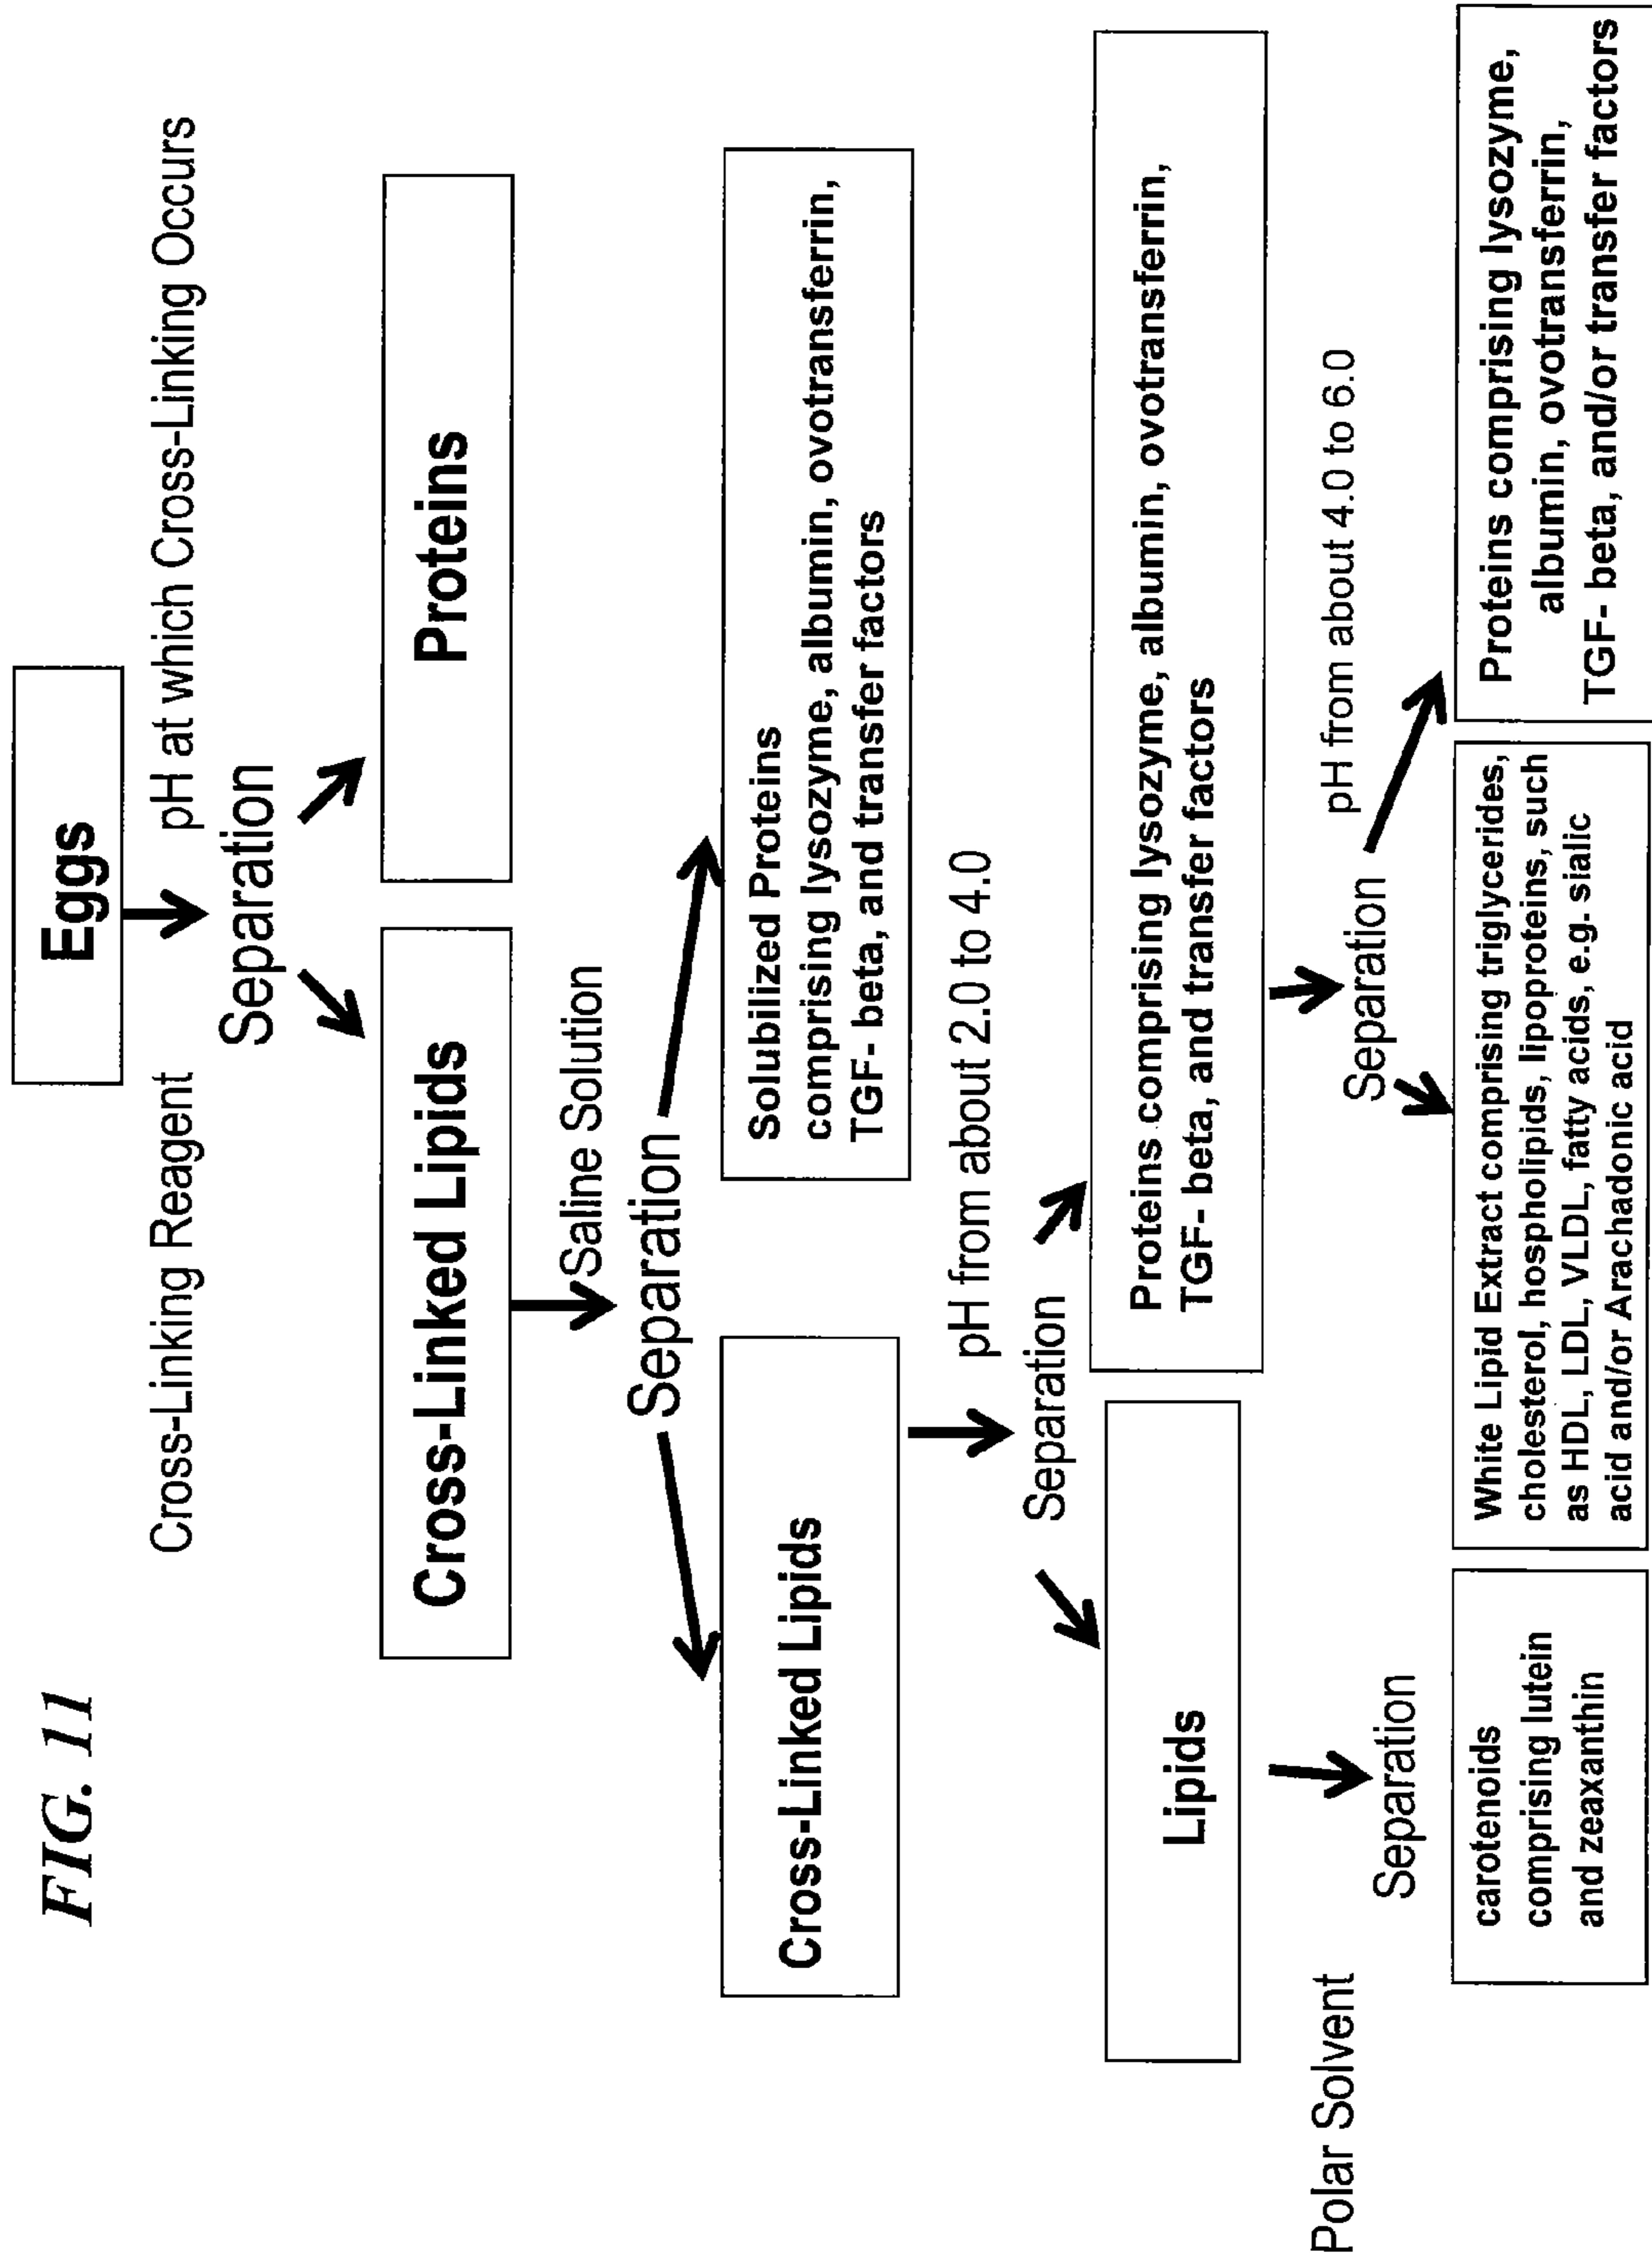 FIG. 11
Eggs
Cross-Linking Reagent
pH at which Cross-Linking Occurs
Separation
Cross-Linked Lipids
Proteins
Saline Solution
Separation
Cross-Linked Lipids
Solubilized Proteins
comprising lysozyme, albumin, ovotransferrin,
TGF- beta, and transfer factors
pH from about 2.0 to 4.0
Separation
Lipids
Proteins comprising lysozyme, albumin, ovotransferrin,
TGF- beta, and transfer factors
Polar Solvent
Separation
Separation
pH from about 4.0 to 6.0
carotenoids
comprising lutein
and zeaxanthin
White Lipid Extract comprising triglycerides,
cholesterol, hospholipids, lipoproteins, such
as HDL, LDL, VLDL, fatty acids, e.g. sialic
acid and/or Arachadonic acid
Proteins comprising lysozyme,
albumin, ovotransferrin,
TGF- beta, and/or transfer factors